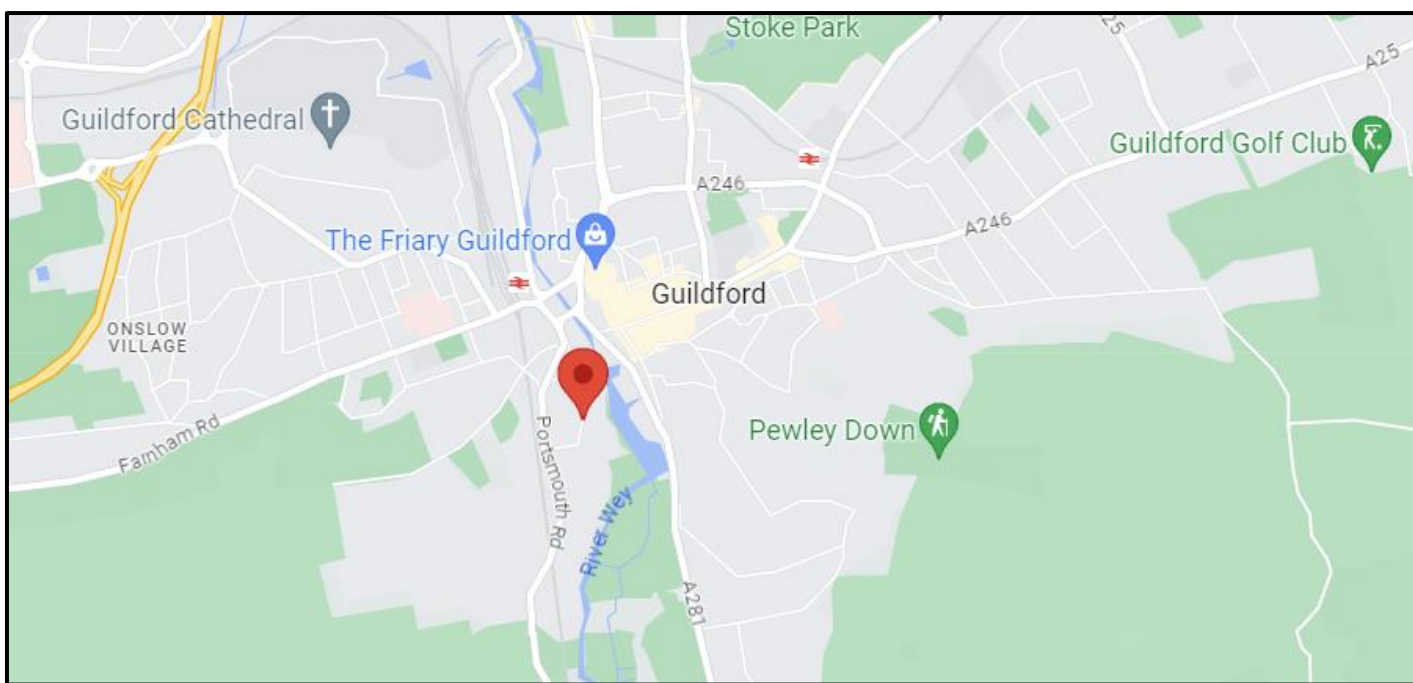 Stoke Park
A25
A25
Guildford Cathedral
Guildford Golf Club
A246
A246
The Friary Guildford
Guildford
ONSLOW
VILLAGE
Farnham Rd
Portsmouth Rd
Pewley Down
River Wey
A281